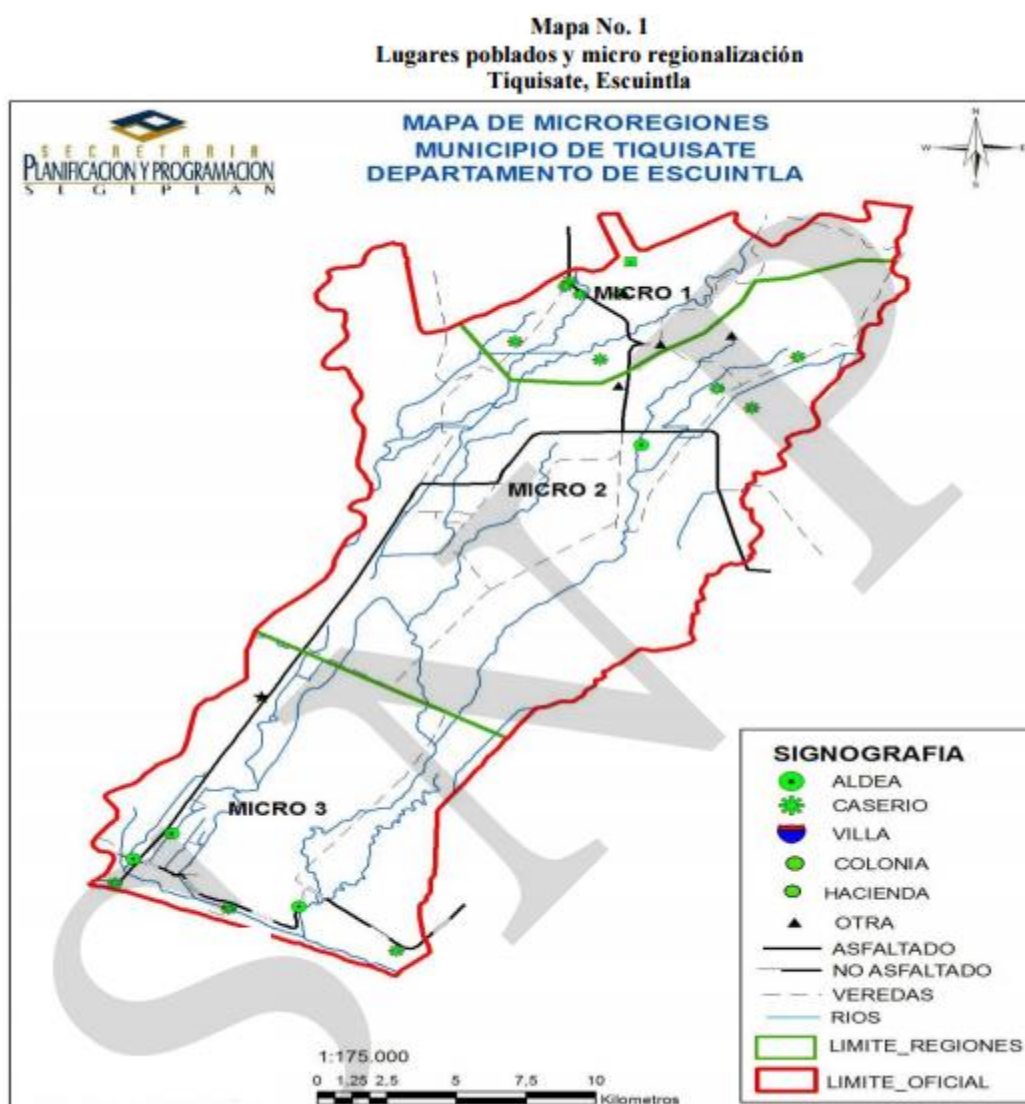 Mapa No. 1
Lugares poblados y micro regionalización
Tiquisate, Escuintla
SECRETARIA
PLANIFICACION Y PROGRAMACION
SEGEPLAN
MAPA DE MICROREGIONES
MUNICIPIO DE TIQUISATE
DEPARTAMENTO DE ESCUINTLA
N
W
E
S
MICRO 1
MICRO 2
MICRO 3
SNP
SIGNOGRAFIA
ALDEA
CASERIO
VILLA
COLONIA
HACIENDA
OTRA
ASFALTADO
NO ASFALTADO
VEREDAS
RIOS
LIMITE_REGIONES
LIMITE_OFICIAL
1:175.000
0 1,25 2,5 5 7,5 10
Kilometros